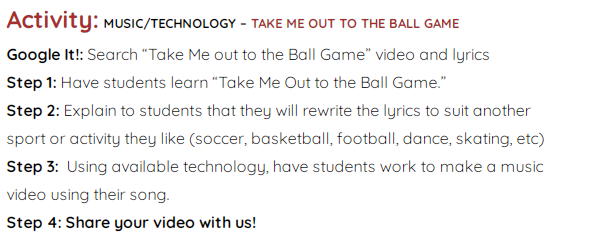 Activity: MUSIC/TECHNOLOGY – TAKE ME OUT TO THE BALL GAME
Google It!: Search “Take Me out to the Ball Game” video and lyrics
Step 1: Have students learn “Take Me Out to the Ball Game.”
Step 2: Explain to students that they will rewrite the lyrics to suit another
sport or activity they like (soccer, basketball, football, dance, skating, etc)
Step 3: Using available technology, have students work to make a music
video using their song.
Step 4: Share your video with us!